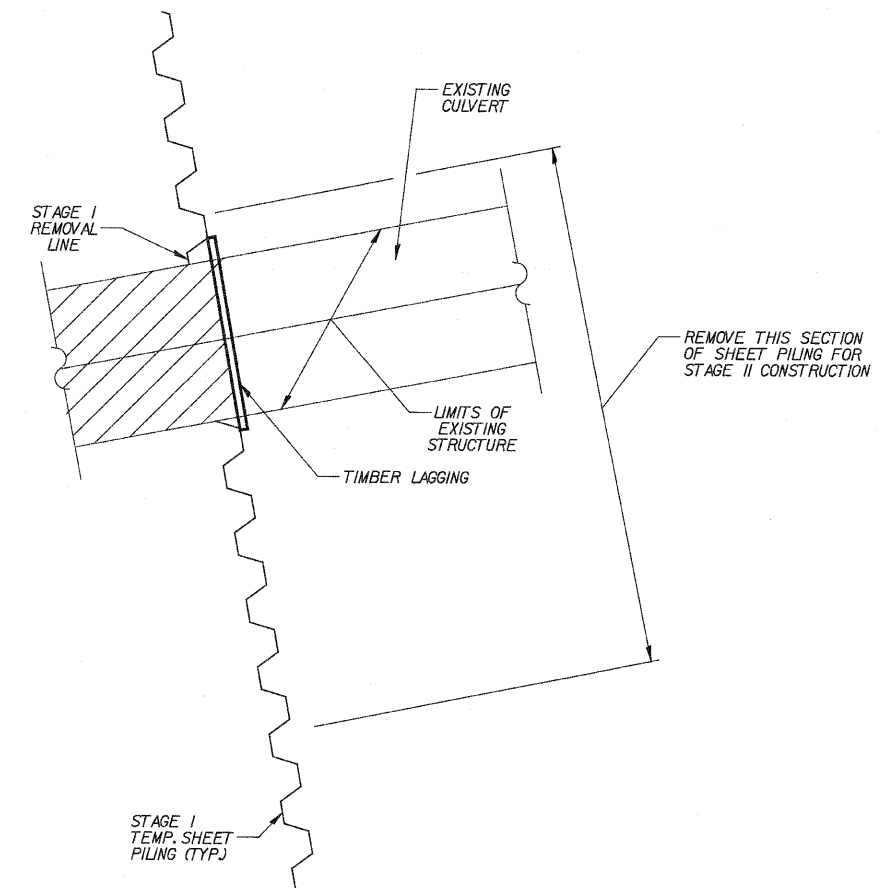 EXISTING
CULVERT
STAGE I
REMOVAL
LINE
REMOVE THIS SECTION
OF SHEET PILING FOR
STAGE II CONSTRUCTION
LIMITS OF
EXISTING
STRUCTURE
TIMBER LAGGING
STAGE I
TEMP. SHEET
PILING (TYP.)